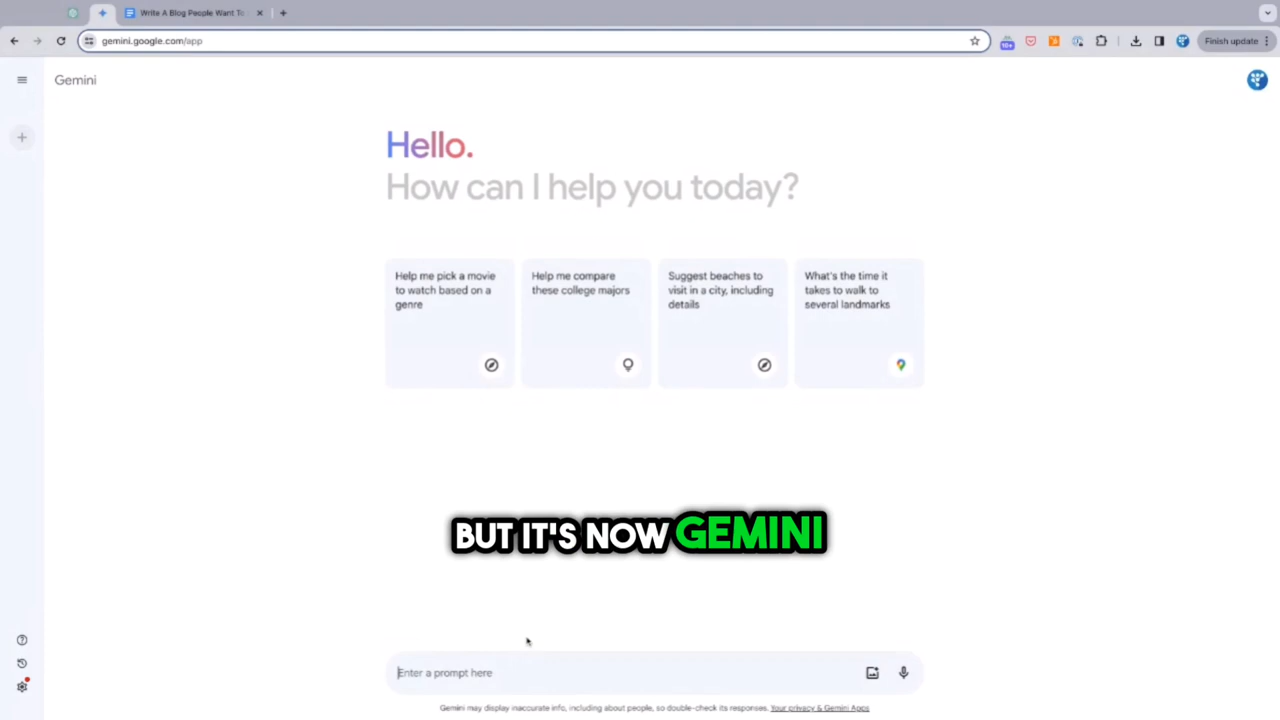 Write A Blog People Want To
gemini.google.com/app
10+
Finish update
Gemini
Hello.
How can I help you today?
Help me pick a movie
to watch based on a
genre
Help me compare
these college majors
Suggest beaches to
visit in a city, including
details
What's the time it
takes to walk to
several landmarks
BUT IT'S NOW GEMINI
Enter a prompt here
Gemini may display inaccurate info, including about people, so double-check its responses. Your privacy & Gemini Apps